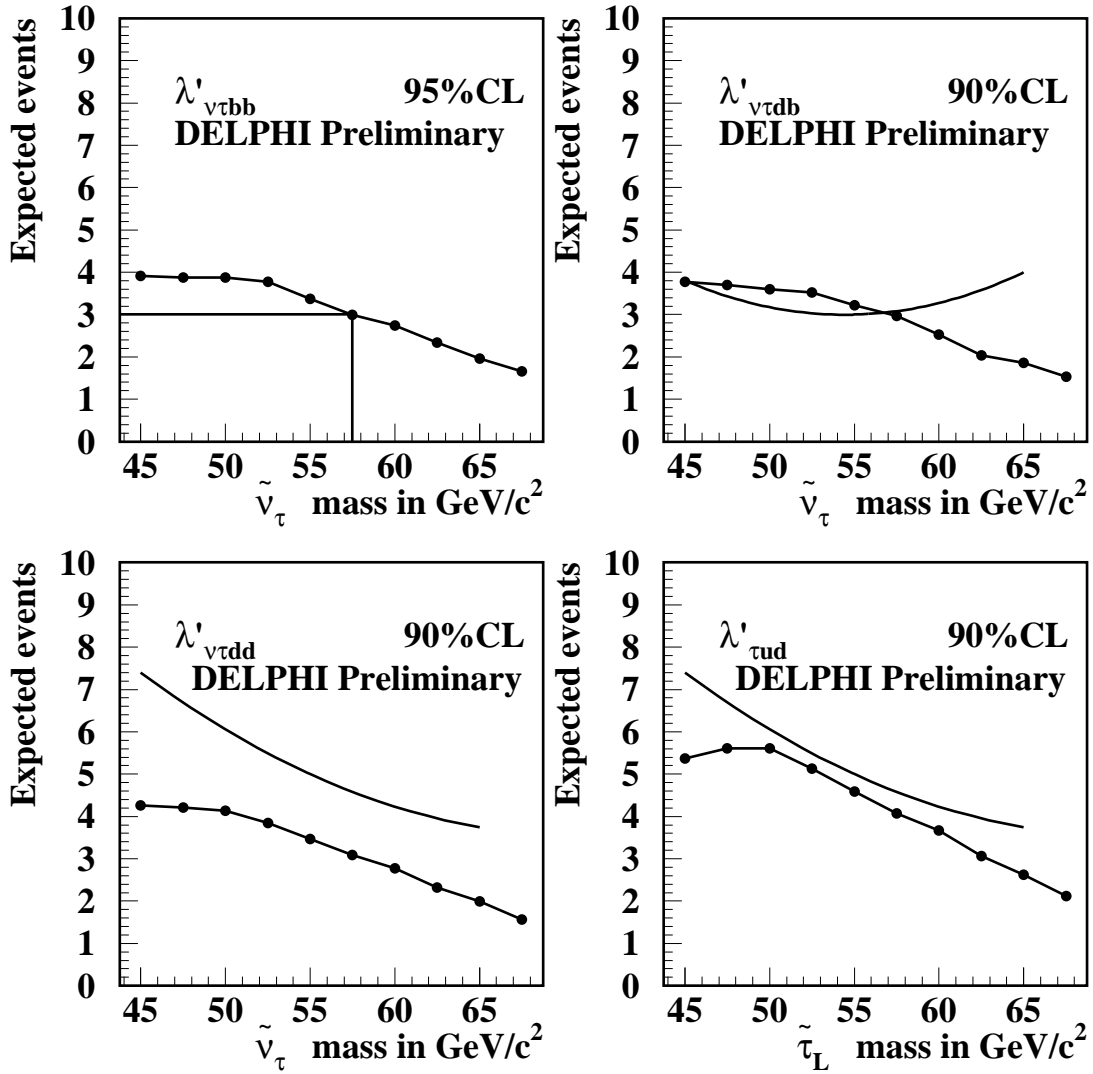 Expected events
10
9
8
7
6
5
4
3
2
1
0
λ'ντbb 95%CL
DELPHI Preliminary
45 50 55 60 65
ν̃τ mass in GeV/c²
Expected events
10
9
8
7
6
5
4
3
2
1
0
λ'ντdb 90%CL
DELPHI Preliminary
45 50 55 60 65
ν̃τ mass in GeV/c²
Expected events
10
9
8
7
6
5
4
3
2
1
0
λ'ντdd 90%CL
DELPHI Preliminary
45 50 55 60 65
ν̃τ mass in GeV/c²
Expected events
10
9
8
7
6
5
4
3
2
1
0
λ'τud 90%CL
DELPHI Preliminary
45 50 55 60 65
τ̃L mass in GeV/c²